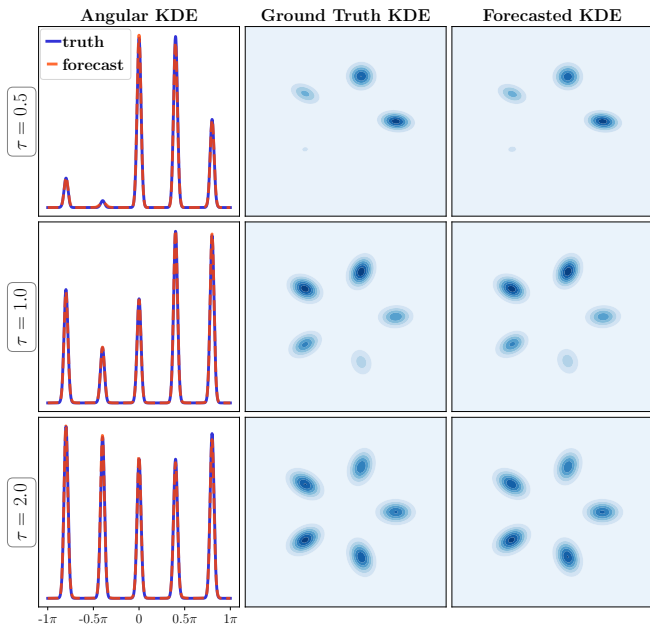 Angular KDE Ground Truth KDE Forecasted KDE
truth
forecast
τ = 0.5
τ = 1.0
τ = 2.0
-1π -0.5π 0 0.5π 1π